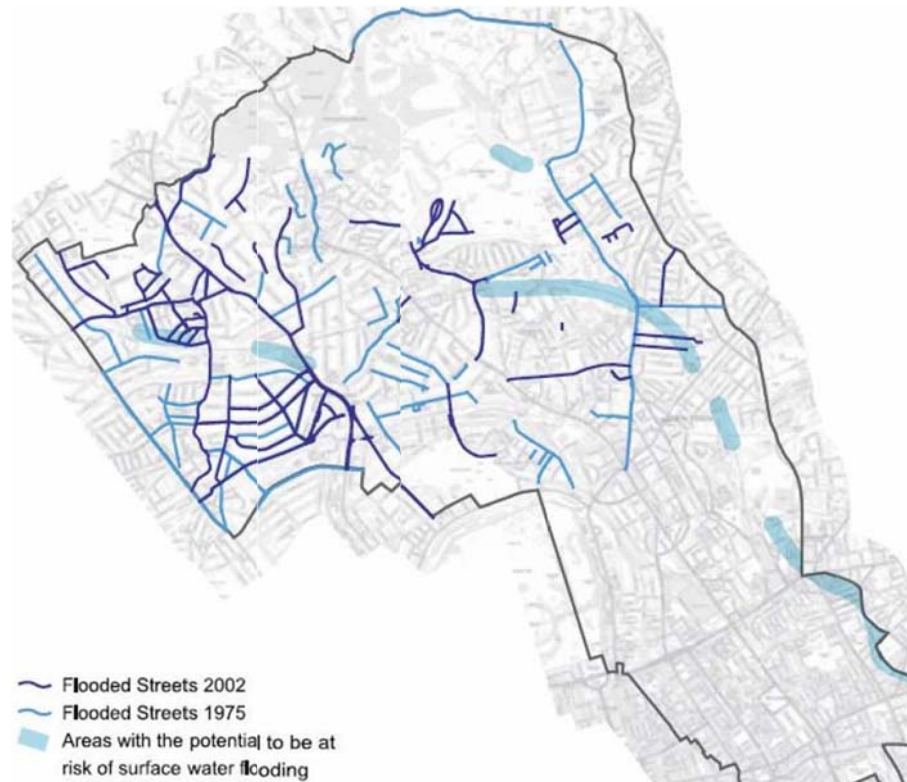 Flooded Streets 2002
Flooded Streets 1975
Areas with the potential to be at
risk of surface water flooding